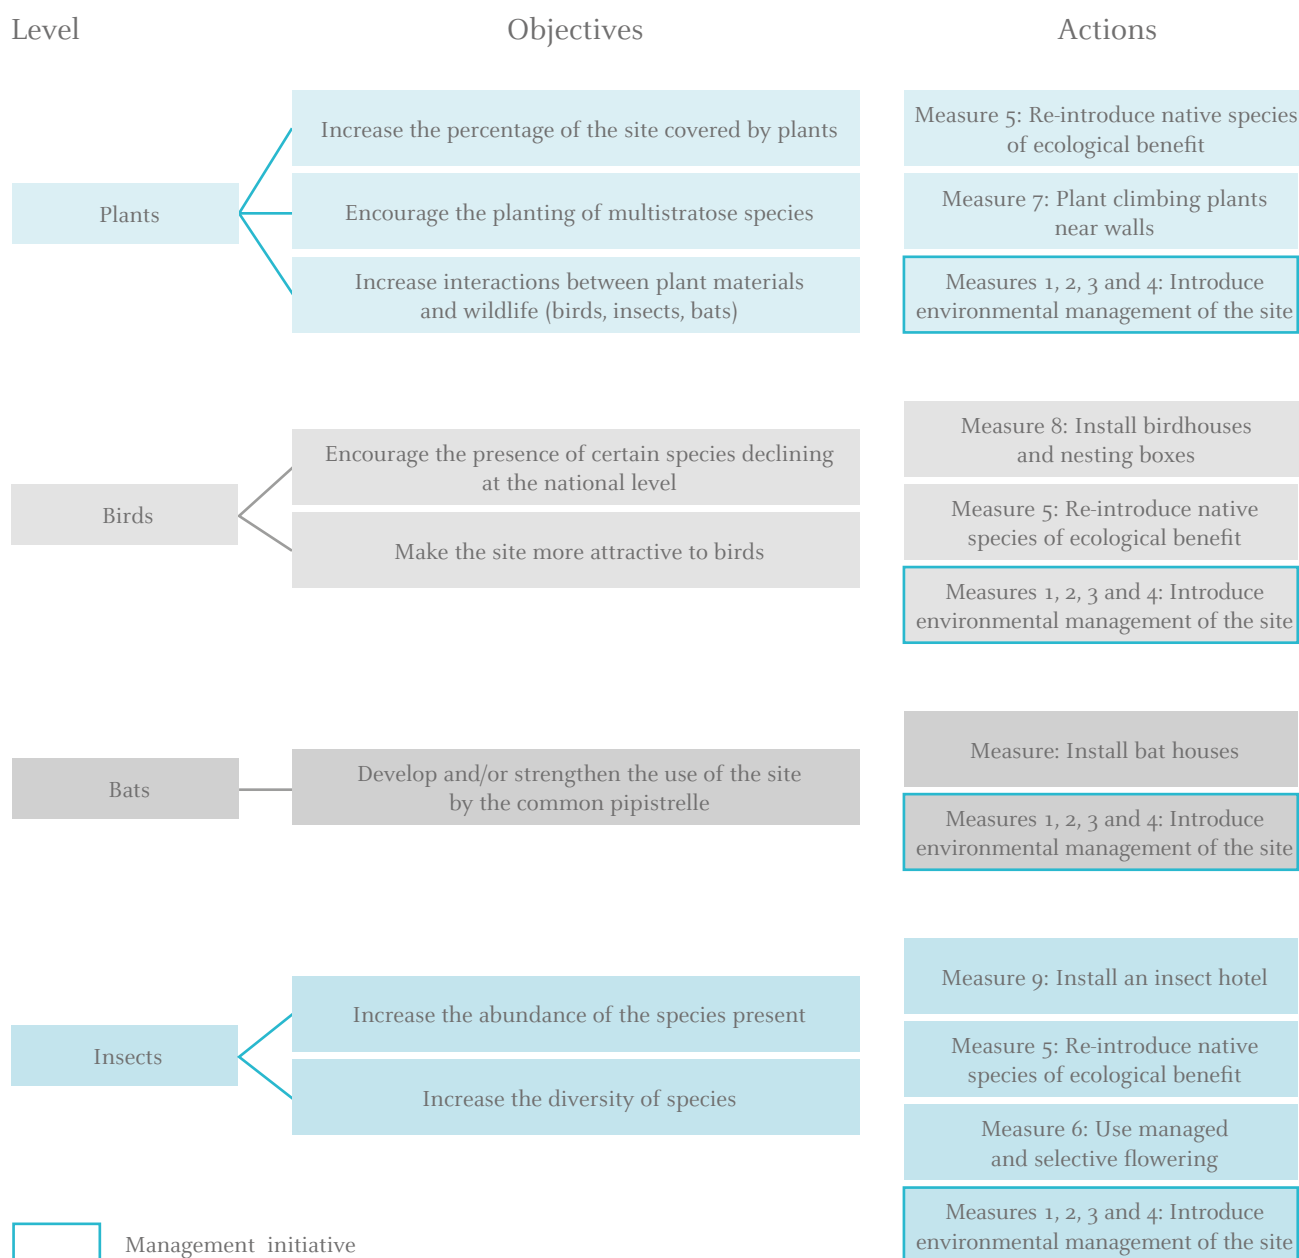 Level
Objectives
Actions
Plants
Increase the percentage of the site covered by plants
Encourage the planting of multistratose species
Increase interactions between plant materials
and wildlife (birds, insects, bats)
Measure 5: Re-introduce native species
of ecological benefit
Measure 7: Plant climbing plants
near walls
Measures 1, 2, 3 and 4: Introduce
environmental management of the site
Birds
Encourage the presence of certain species declining
at the national level
Make the site more attractive to birds
Measure 8: Install birdhouses
and nesting boxes
Measure 5: Re-introduce native
species of ecological benefit
Measures 1, 2, 3 and 4: Introduce
environmental management of the site
Bats
Develop and/or strengthen the use of the site
by the common pipistrelle
Measure: Install bat houses
Measures 1, 2, 3 and 4: Introduce
environmental management of the site
Insects
Increase the abundance of the species present
Increase the diversity of species
Measure 9: Install an insect hotel
Measure 5: Re-introduce native
species of ecological benefit
Measure 6: Use managed
and selective flowering
Measures 1, 2, 3 and 4: Introduce
environmental management of the site
Management initiative